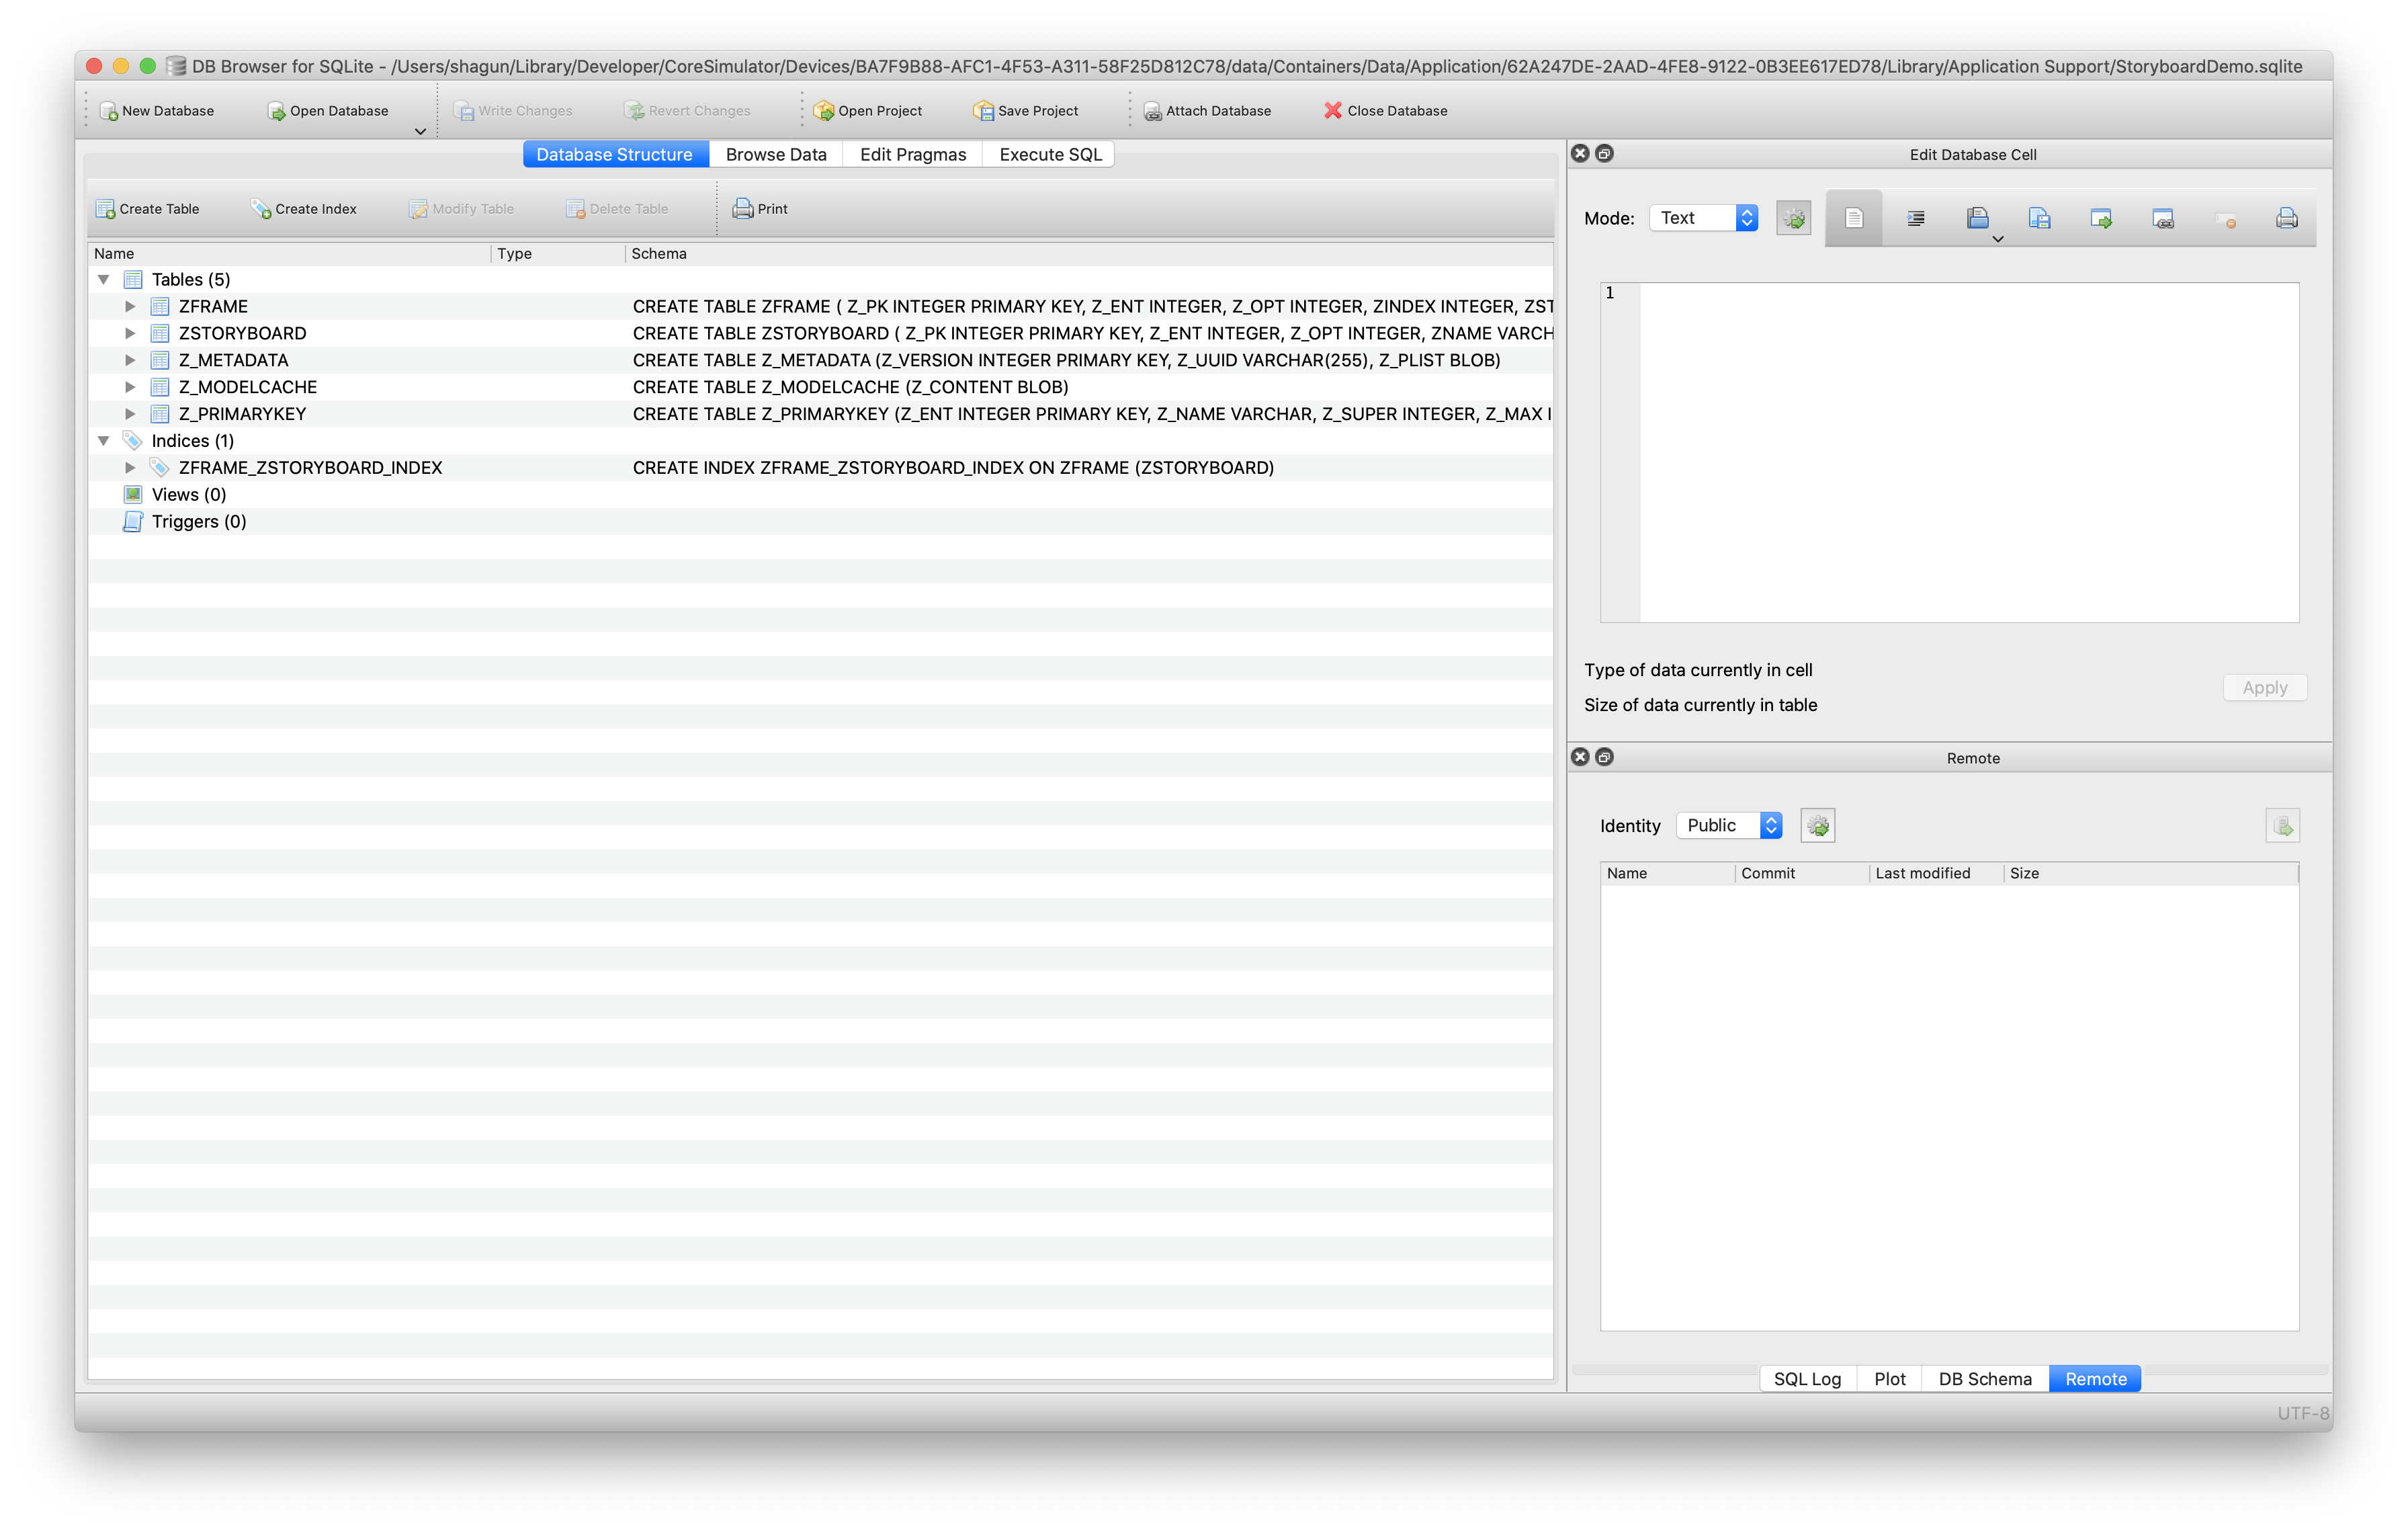 DB Browser for SQLite - /Users/shagun/Library/Developer/CoreSimulator/Devices/BA7F9B88-AFC1-4F53-A311-58F25D812C78/data/Containers/Data/Application/62A247DE-2AAD-4FE8-9122-0B3EE617ED78/Library/Application Support/StoryboardDemo.sqlite
New Database Open Database Write Changes Revert Changes Open Project Save Project Attach Database Close Database
Database Structure Browse Data Edit Pragmas Execute SQL
Create Table Create Index Modify Table Delete Table Print
Name Type Schema
Tables (5)
ZFRAME CREATE TABLE ZFRAME ( Z_PK INTEGER PRIMARY KEY, Z_ENT INTEGER, Z_OPT INTEGER, ZINDEX INTEGER, ZST
ZSTORYBOARD CREATE TABLE ZSTORYBOARD ( Z_PK INTEGER PRIMARY KEY, Z_ENT INTEGER, Z_OPT INTEGER, ZNAME VARCH
Z_METADATA CREATE TABLE Z_METADATA (Z_VERSION INTEGER PRIMARY KEY, Z_UUID VARCHAR(255), Z_PLIST BLOB)
Z_MODELCACHE CREATE TABLE Z_MODELCACHE (Z_CONTENT BLOB)
Z_PRIMARYKEY CREATE TABLE Z_PRIMARYKEY (Z_ENT INTEGER PRIMARY KEY, Z_NAME VARCHAR, Z_SUPER INTEGER, Z_MAX I
Indices (1)
ZFRAME_ZSTORYBOARD_INDEX CREATE INDEX ZFRAME_ZSTORYBOARD_INDEX ON ZFRAME (ZSTORYBOARD)
Views (0)
Triggers (0)
Edit Database Cell
Mode: Text
1
Type of data currently in cell
Size of data currently in table
Apply
Remote
Identity Public
Name Commit Last modified Size
SQL Log Plot DB Schema Remote
UTF-8